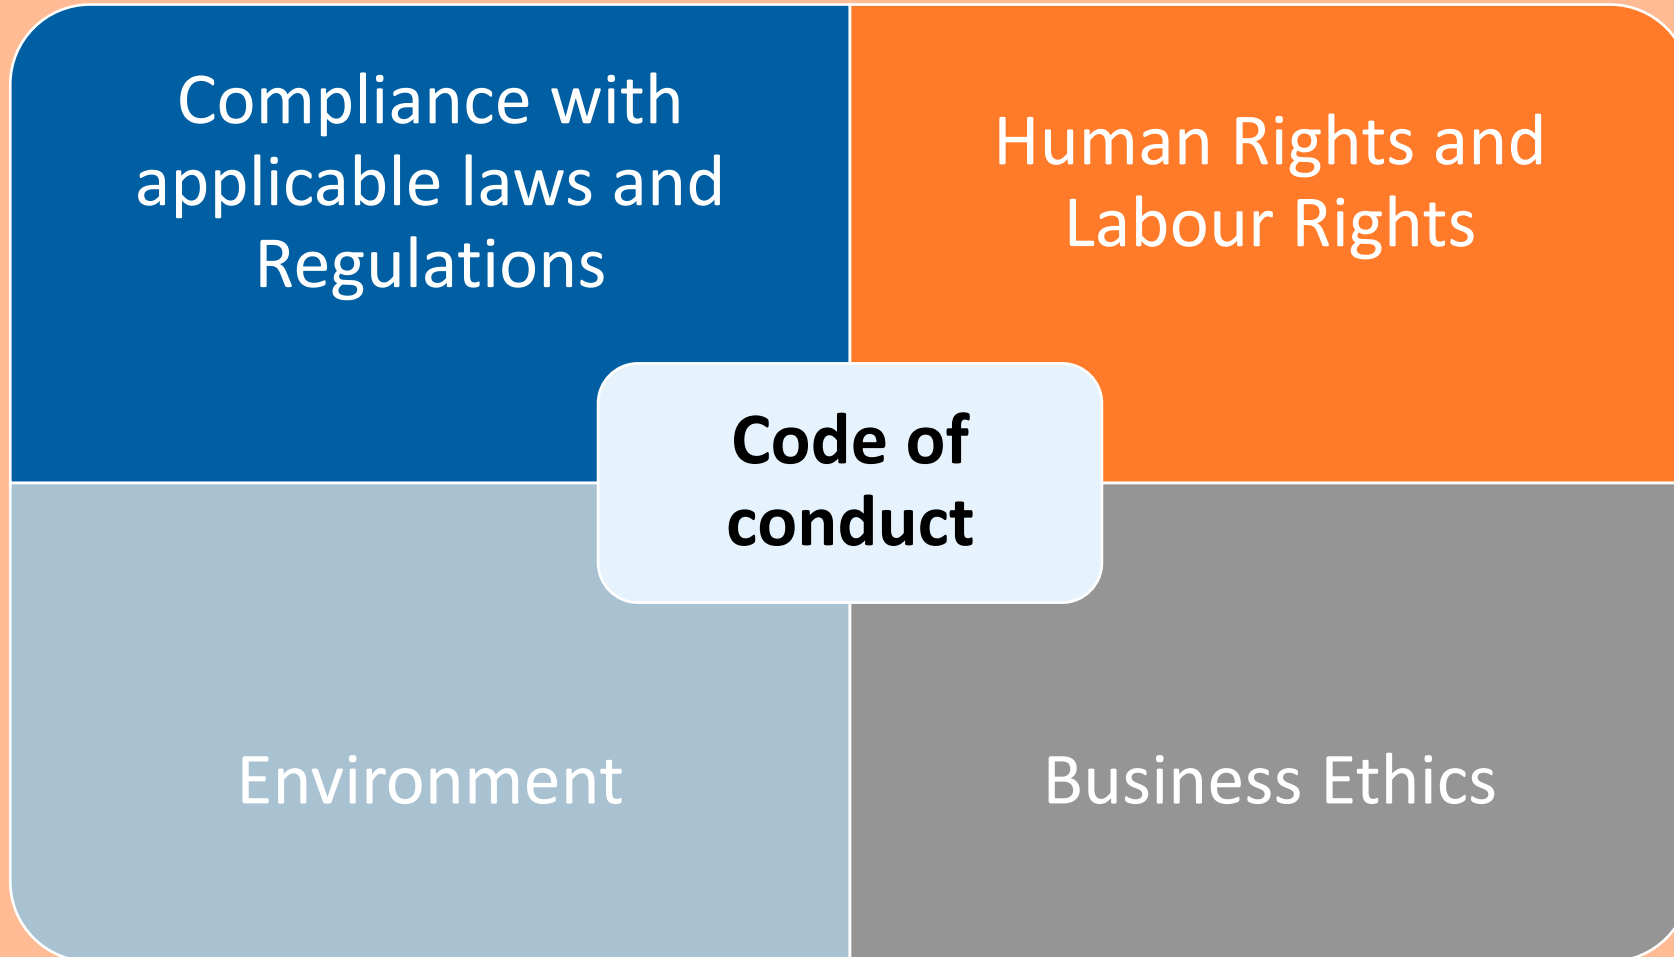 Compliance with
applicable laws and
Regulations
Human Rights and
Labour Rights
Code of
conduct
Environment
Business Ethics